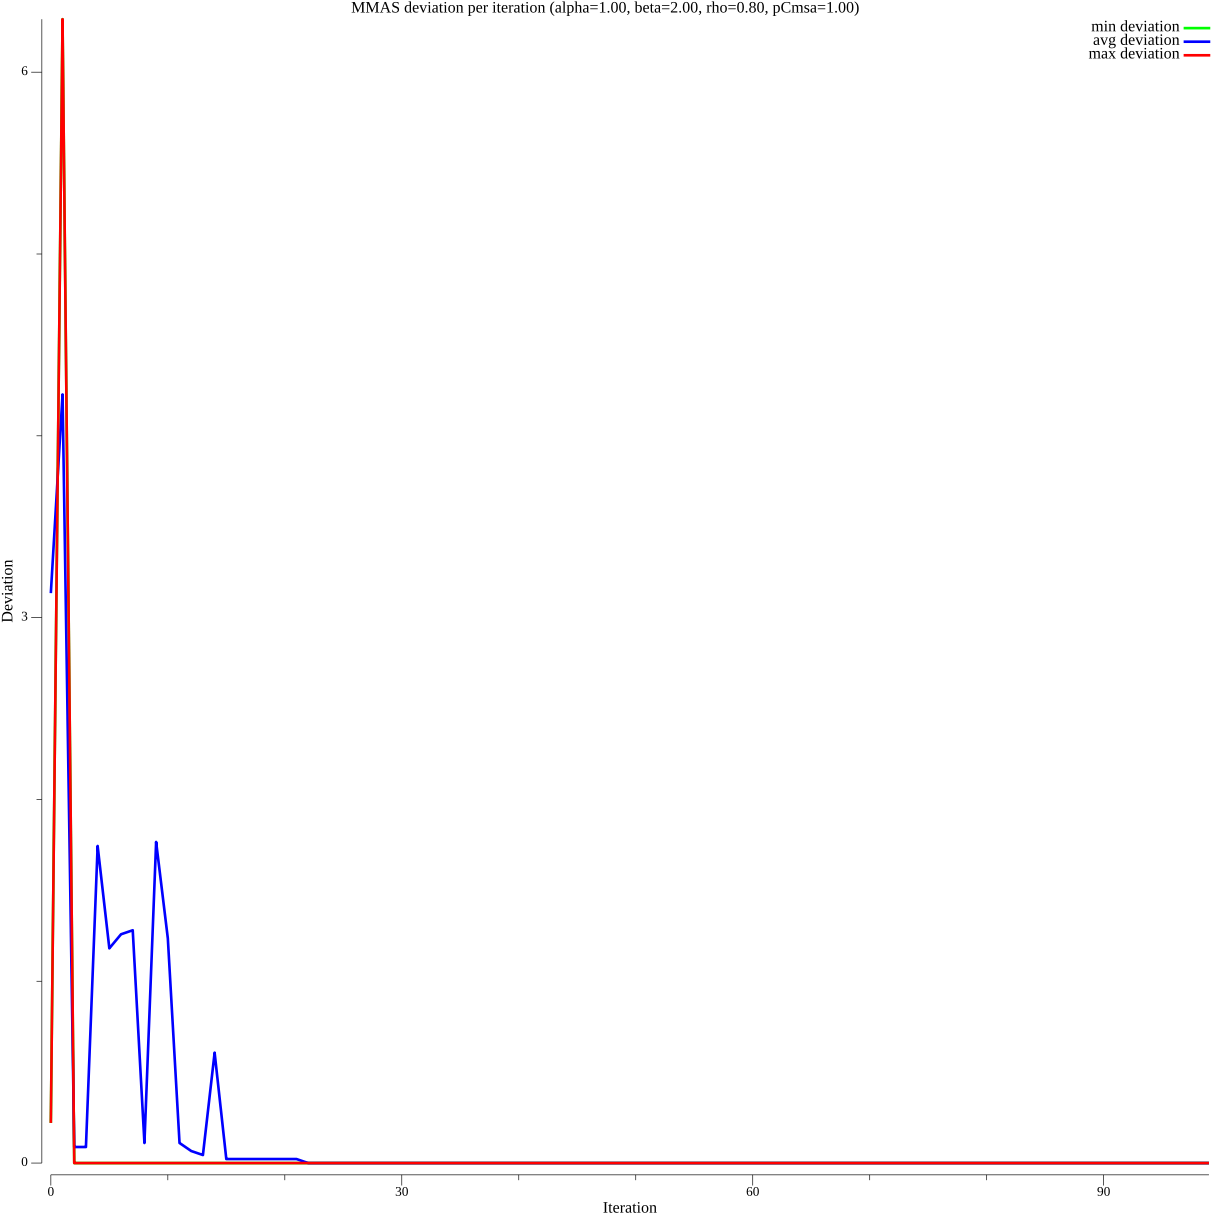 MMAS deviation per iteration (alpha=1.00, beta=2.00, rho=0.80, pCmsa=1.00)
min deviation
avg deviation
max deviation
6
3
0
Deviation
0 30 60 90
Iteration